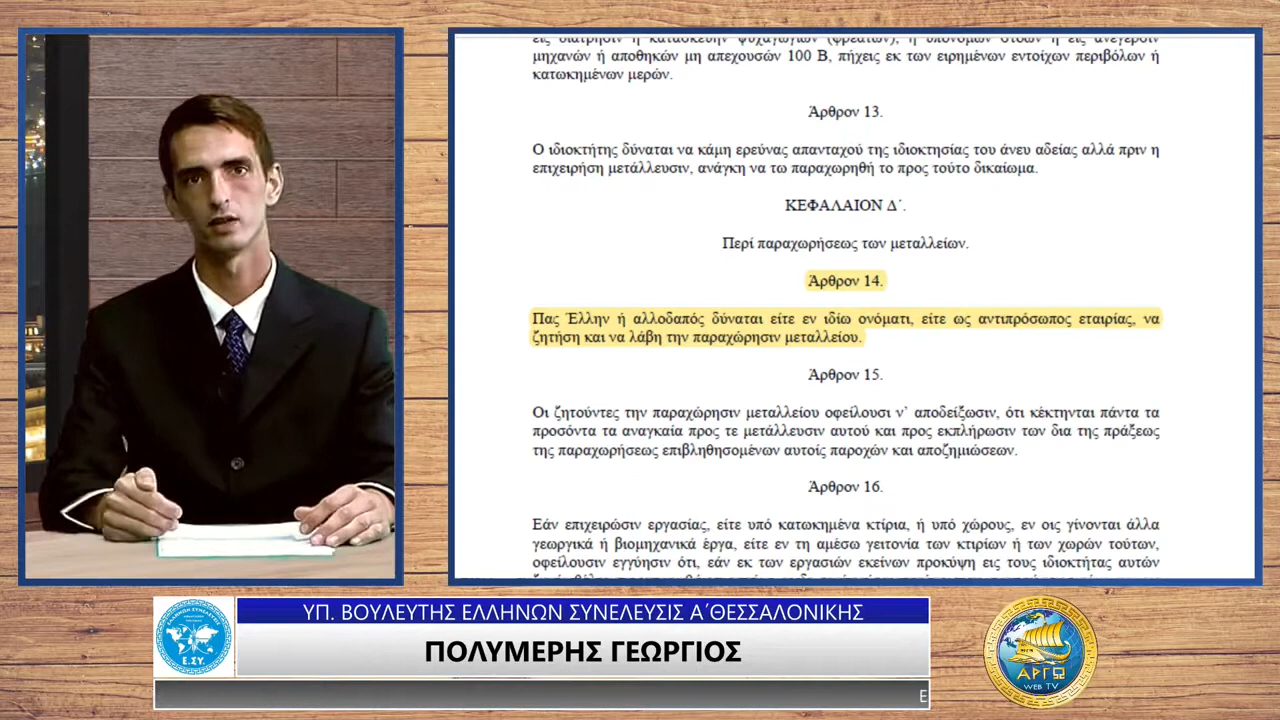 μηχανών ή αποθηκών μη απεχουσών 100 Β, πήχεις εκ των ειρημένων εντοίχων περιβόλων ή
κατωκημένων μερών.
Άρθρον 13.
Ο ιδιοκτήτης δύναται να κάμη ερεύνας απανταχού της ιδιοκτησίας του άνευ αδείας αλλά πριν η
επιχειρήση μετάλλευσιν, ανάγκη να τω παραχωρηθή το προς τούτο δικαίωμα.
ΚΕΦΑΛΑΙΟΝ Δ΄.
Περί παραχωρήσεως των μεταλλείων.
Άρθρον 14.
Πας Έλλην ή αλλοδαπός δύναται είτε εν ιδίω ονόματι, είτε ως αντιπρόσωπος εταιρίας, να
ζητήση και να λάβη την παραχώρησιν μεταλλείου.
Άρθρον 15.
Οι ζητούντες την παραχώρησιν μεταλλείου οφείλουσι ν' αποδείξωσιν, ότι κέκτηνται πάντα τα
προσόντα τα αναγκαία προς τε μετάλλευσιν αυτού και προς εκπλήρωσιν των δια της πράξεως
της παραχωρήσεως επιβληθησομένων αυτοίς παροχών και αποζημιώσεων.
Άρθρον 16.
Εάν επιχειρώσιν εργασίας, είτε υπό κατωκημένα κτίρια, ή υπό χώρους, εν οις γίνονται άλλα
γεωργικά ή βιομηχανικά έργα, είτε εν τη αμέσω γειτονία των κτιρίων ή των χωρών τούτων,
οφείλουσιν εγγύησιν ότι, εάν εκ των εργασιών εκείνων προκύψη εις τους ιδιοκτήτας αυτών
ΥΠ. ΒΟΥΛΕΥΤΗΣ ΕΛΛΗΝΩΝ ΣΥΝΕΛΕΥΣΙΣ Α΄ΘΕΣΣΑΛΟΝΙΚΗΣ
ΠΟΛΥΜΕΡΗΣ ΓΕΩΡΓΙΟΣ
Ε.ΣΥ.
Ε
ΑΡΓΩ
WEB TV